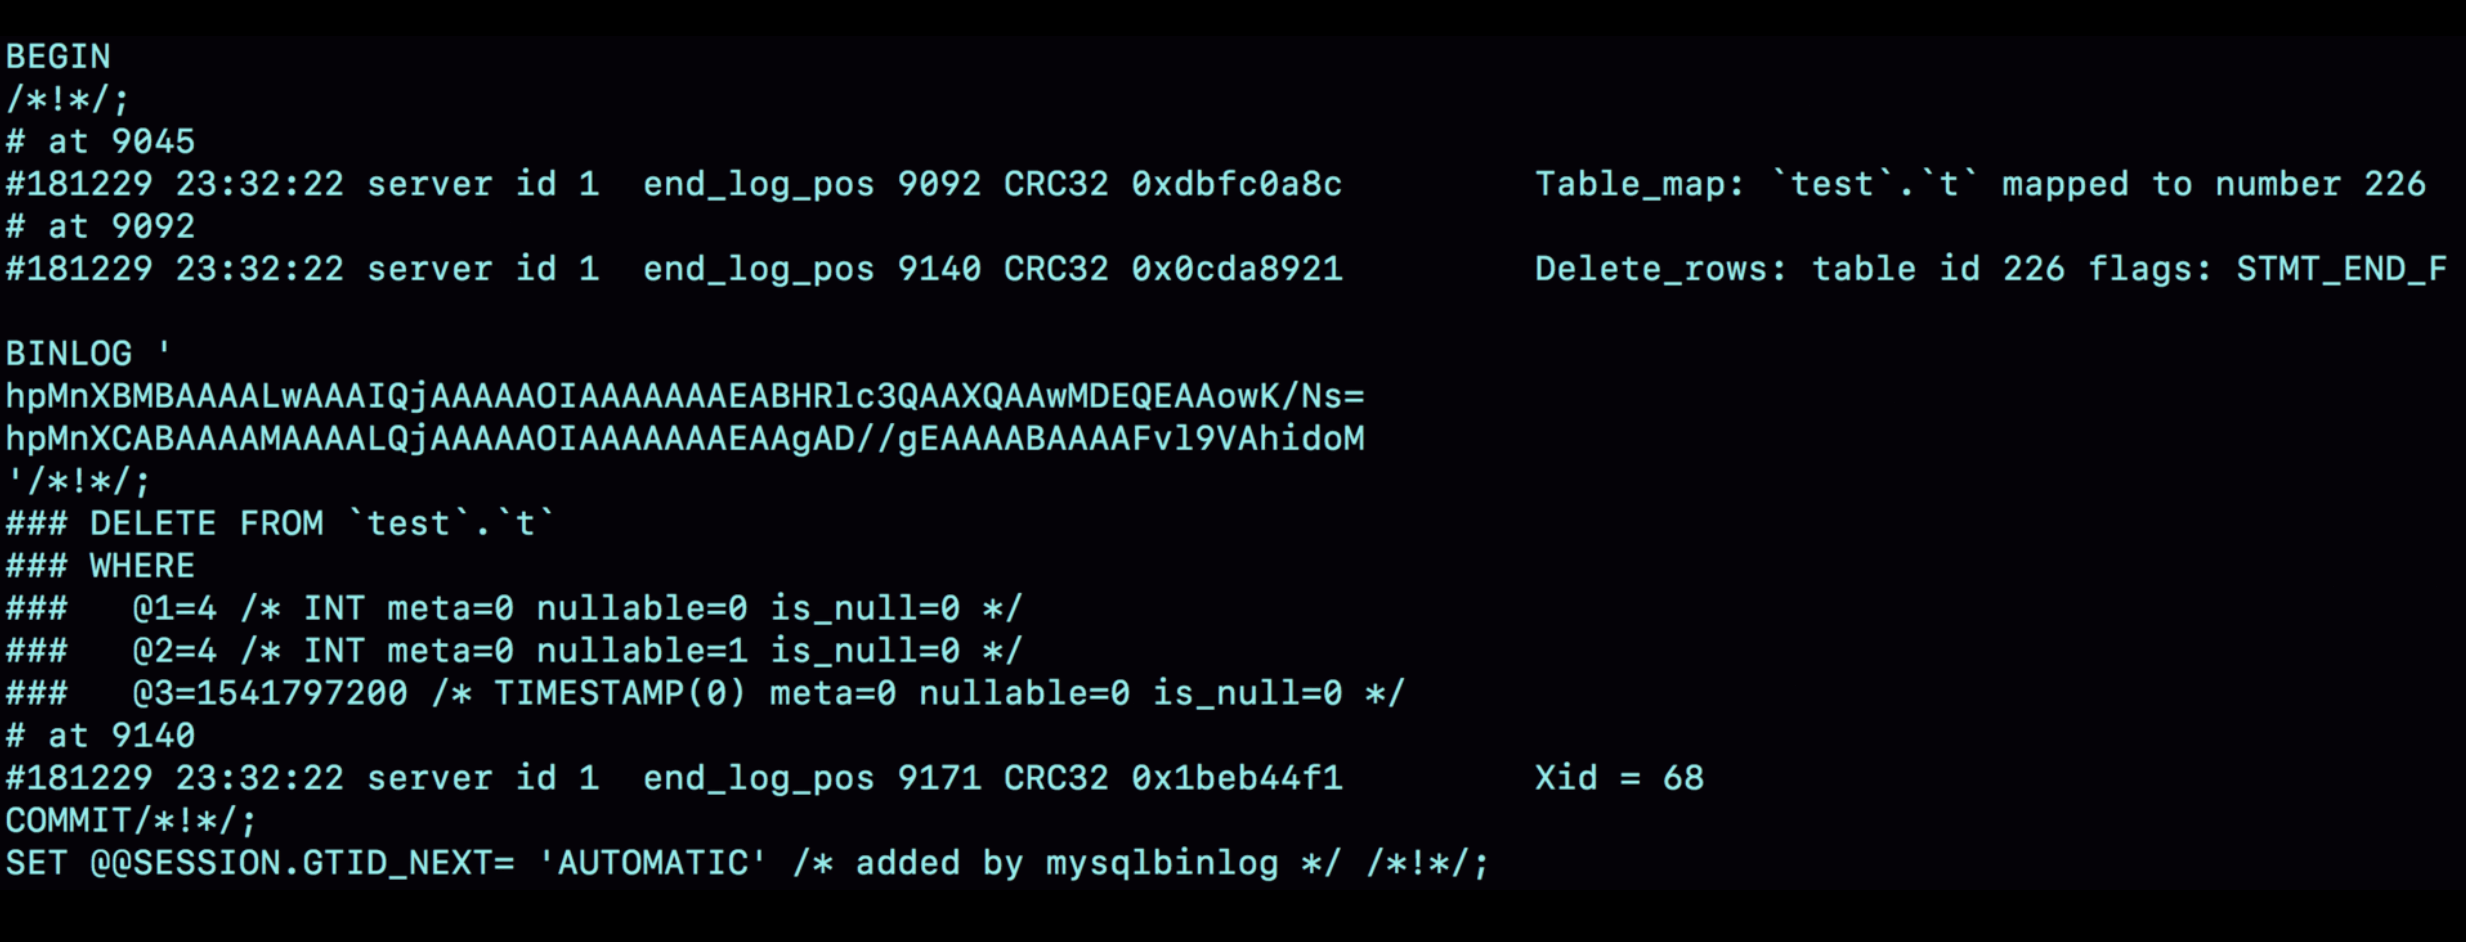 BEGIN
/*!*/;
# at 9045
#181229 23:32:22 server id 1  end_log_pos 9092 CRC32 0xdbfc0a8c         Table_map: `test`.`t` mapped to number 226
# at 9092
#181229 23:32:22 server id 1  end_log_pos 9140 CRC32 0x0cda8921         Delete_rows: table id 226 flags: STMT_END_F

BINLOG '
hpMnXBMBAAAALwAAAIQjAAAAAOIAAAAAAAEABHRlc3QAAXQAAwMDEQEAAowK/Ns=
hpMnXCABAAAAMAAAALQjAAAAAOIAAAAAAAEAAgAD//gEAAAABAAAAFvl9VAhidoM
'/*!*/;
### DELETE FROM `test`.`t`
### WHERE
###   @1=4 /* INT meta=0 nullable=0 is_null=0 */
###   @2=4 /* INT meta=0 nullable=1 is_null=0 */
###   @3=1541797200 /* TIMESTAMP(0) meta=0 nullable=0 is_null=0 */
# at 9140
#181229 23:32:22 server id 1  end_log_pos 9171 CRC32 0x1beb44f1         Xid = 68
COMMIT/*!*/;
SET @@SESSION.GTID_NEXT= 'AUTOMATIC' /* added by mysqlbinlog */ /*!*/;